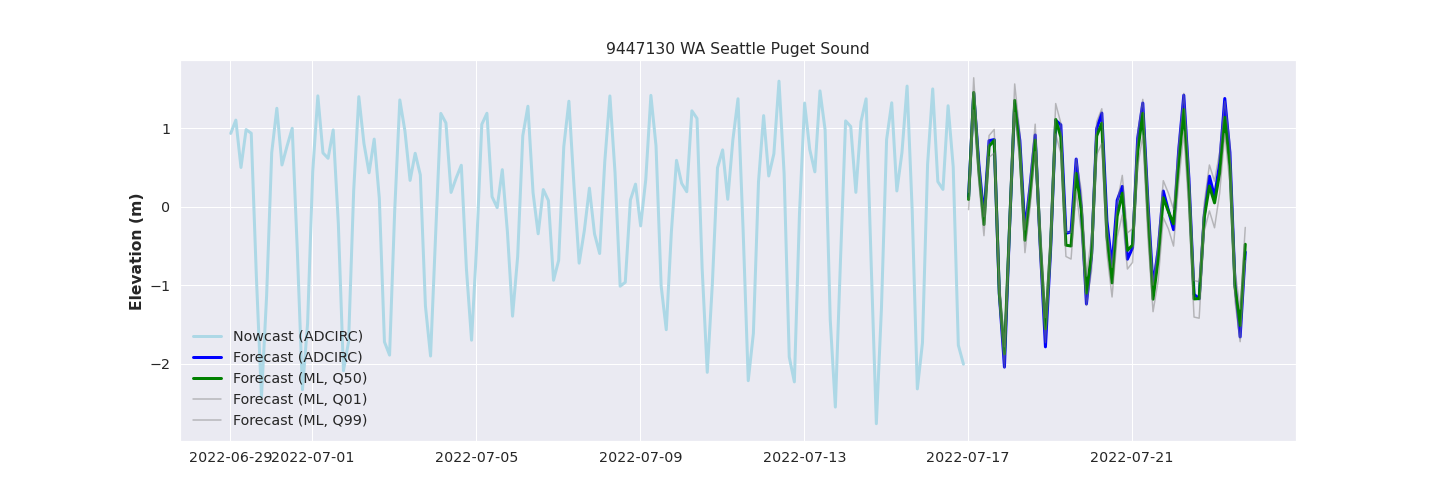 9447130 WA Seattle Puget Sound
Elevation (m)
1
0
−1
−2
Nowcast (ADCIRC)
Forecast (ADCIRC)
Forecast (ML, Q50)
Forecast (ML, Q01)
Forecast (ML, Q99)
2022-06-29 2022-07-01 2022-07-05 2022-07-09 2022-07-13 2022-07-17 2022-07-21